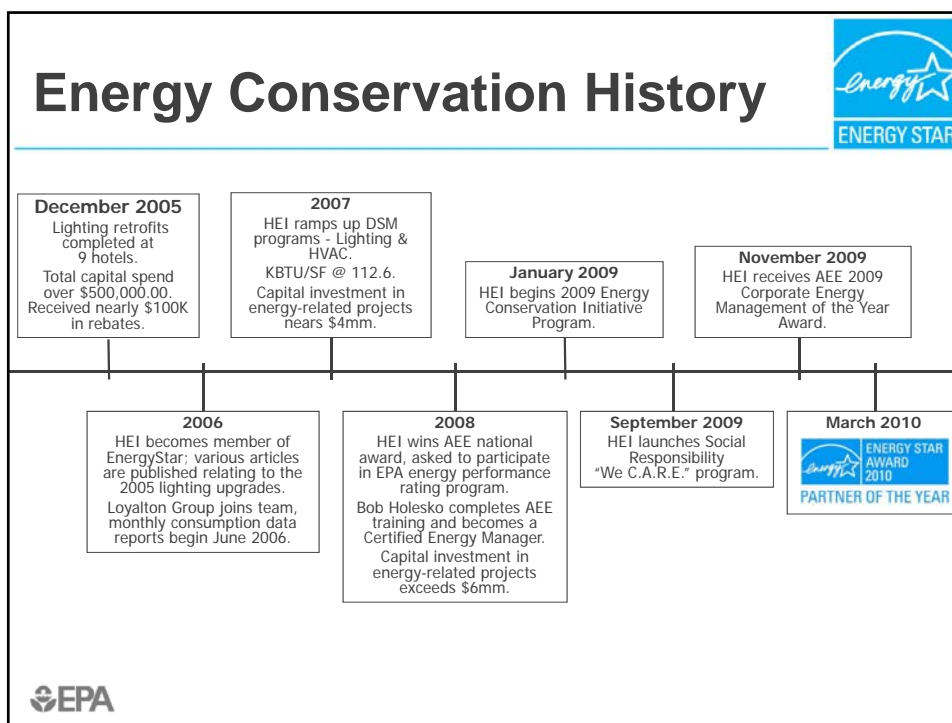 Energy Conservation History
energy
ENERGY STAR
December 2005
Lighting retrofits
completed at
9 hotels.
Total capital spend
over $500,000.00.
Received nearly $100K
in rebates.
2006
HEI becomes member of
EnergyStar; various articles
are published relating to the
2005 lighting upgrades.
Loyalton Group joins team,
monthly consumption data
reports begin June 2006.
2007
HEI ramps up DSM
programs - Lighting &
HVAC.
KBTU/SF @ 112.6.
Capital investment in
energy-related projects
nears $4mm.
2008
HEI wins AEE national
award, asked to participate
in EPA energy performance
rating program.
Bob Holesko completes AEE
training and becomes a
Certified Energy Manager.
Capital investment in
energy-related projects
exceeds $6mm.
January 2009
HEI begins 2009 Energy
Conservation Initiative
Program.
September 2009
HEI launches Social
Responsibility
"We C.A.R.E." program.
November 2009
HEI receives AEE 2009
Corporate Energy
Management of the Year
Award.
March 2010
energy
ENERGY STAR
AWARD
2010
PARTNER OF THE YEAR
EPA